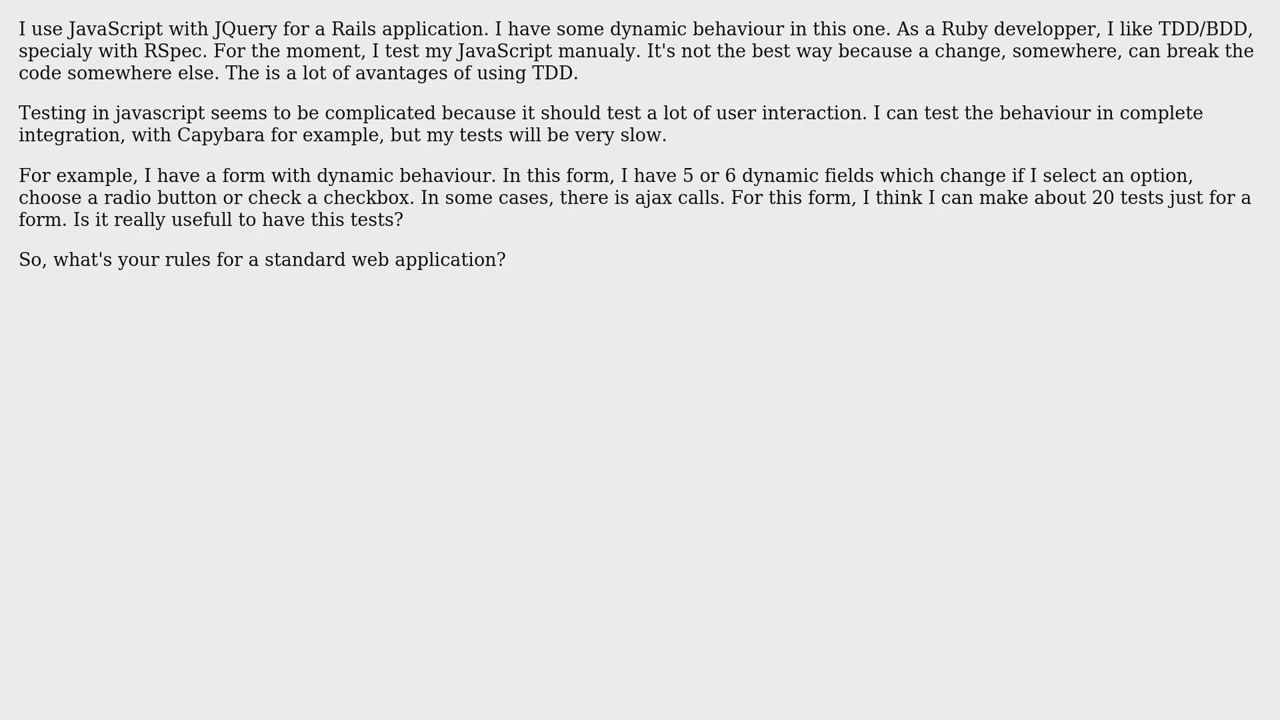 I use JavaScript with JQuery for a Rails application. I have some dynamic behaviour in this one. As a Ruby developper, I like TDD/BDD,
specialy with RSpec. For the moment, I test my JavaScript manualy. It's not the best way because a change, somewhere, can break the
code somewhere else. The is a lot of avantages of using TDD.
Testing in javascript seems to be complicated because it should test a lot of user interaction. I can test the behaviour in complete
integration, with Capybara for example, but my tests will be very slow.
For example, I have a form with dynamic behaviour. In this form, I have 5 or 6 dynamic fields which change if I select an option,
choose a radio button or check a checkbox. In some cases, there is ajax calls. For this form, I think I can make about 20 tests just for a
form. Is it really usefull to have this tests?
So, what's your rules for a standard web application?